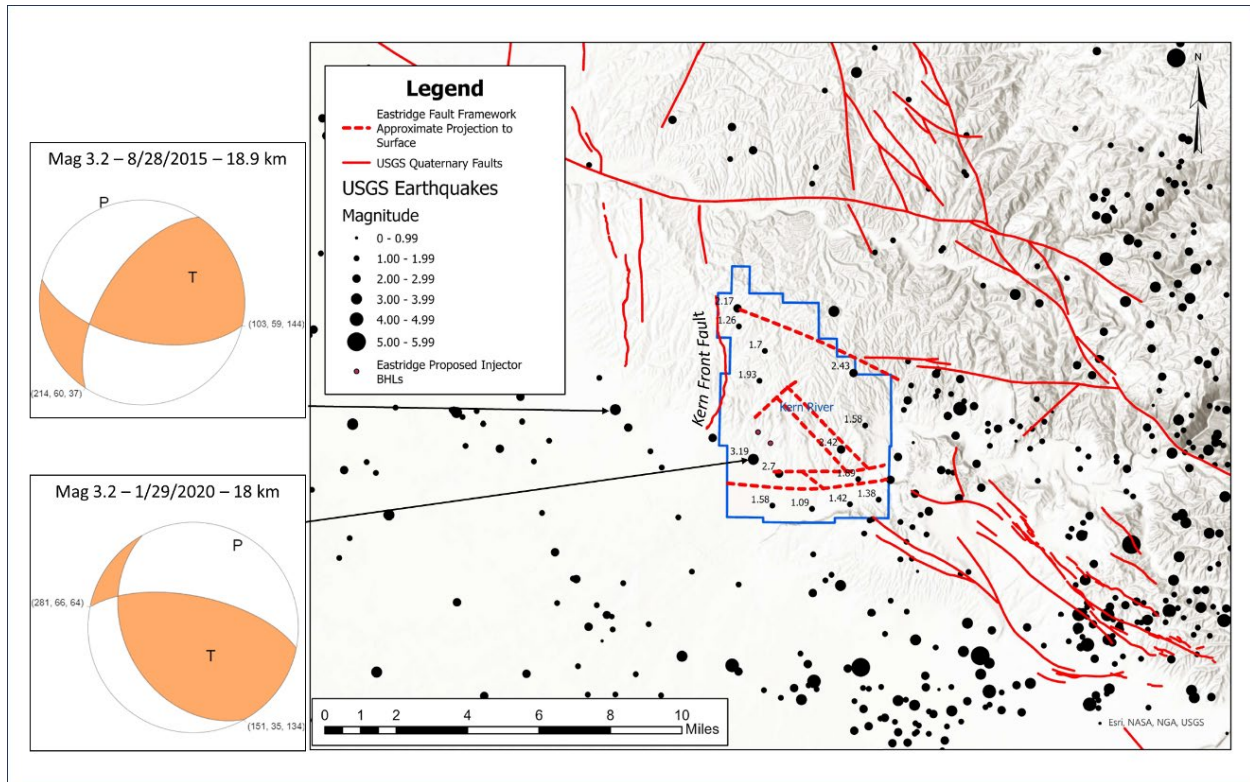 Mag 3.2 – 8/28/2015 – 18.9 km
P
T
(103, 59, 144)
(214, 60, 37)
Mag 3.2 – 1/29/2020 – 18 km
P
(281, 66, 64)
T
(151, 35, 134)
Legend
Eastridge Fault Framework
Approximate Projection to
Surface
USGS Quaternary Faults
USGS Earthquakes
Magnitude
0 - 0.99
1.00 - 1.99
2.00 - 2.99
3.00 - 3.99
4.00 - 4.99
5.00 - 5.99
Eastridge Proposed Injector
BHLs
N
Kern Front Fault
2.17
1.26
1.7
2.43
1.93
Kern River
1.58
2.42
3.19
2.7
1.58
1.09
1.42
1.38
0 1 2 4 6 8 10
Miles
Esri, NASA, NGA, USGS